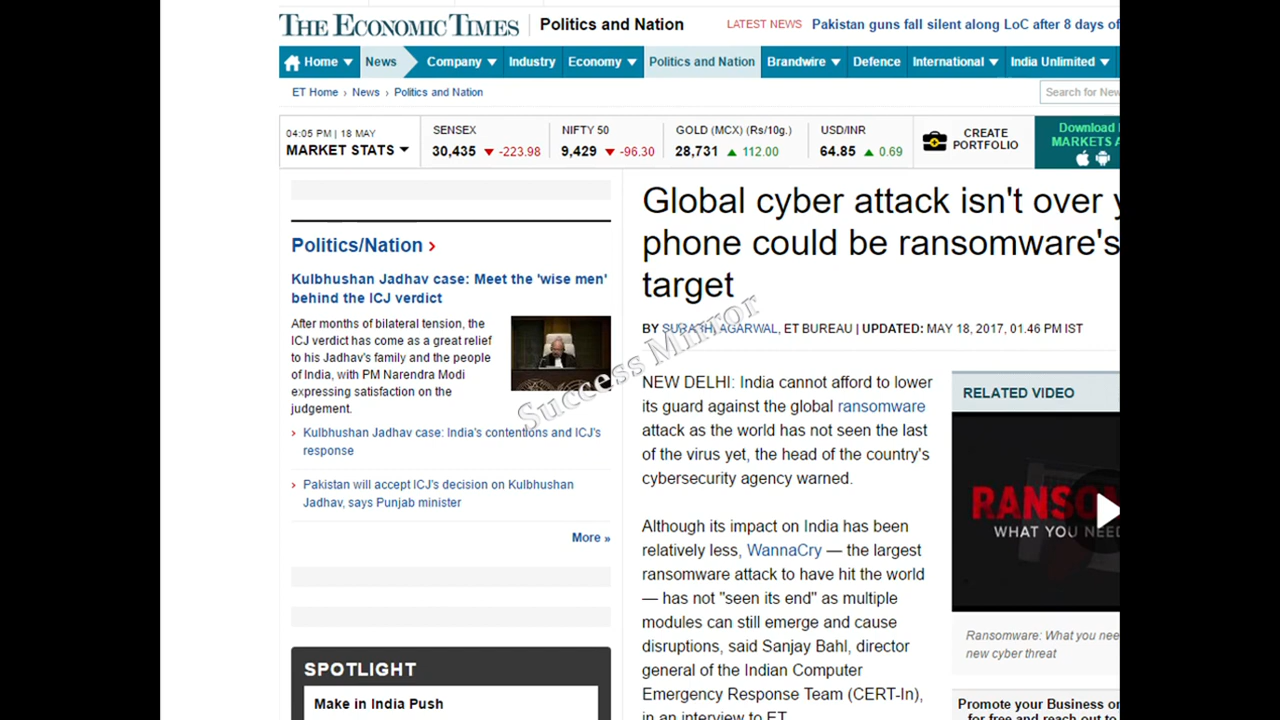 THE ECONOMIC TIMES
Politics and Nation
LATEST NEWS Pakistan guns fall silent along LoC after 8 days of
Home News Company Industry Economy Politics and Nation Brandwire Defence International India Unlimited
ET Home › News › Politics and Nation
Search for New
04:05 PM | 18 MAY
MARKET STATS
SENSEX
30,435 -223.98
NIFTY 50
9,429 -96.30
GOLD (MCX) (Rs/10g.)
28,731 112.00
USD/INR
64.85 0.69
CREATE
PORTFOLIO
Download
MARKETS
Politics/Nation ›
Kulbhushan Jadhav case: Meet the 'wise men'
behind the ICJ verdict
After months of bilateral tension, the
ICJ verdict has come as a great relief
to his Jadhav's family and the people
of India, with PM Narendra Modi
expressing satisfaction on the
judgement.
› Kulbhushan Jadhav case: India's contentions and ICJ's
response
› Pakistan will accept ICJ's decision on Kulbhushan
Jadhav, says Punjab minister
More »
SPOTLIGHT
Make in India Push
Global cyber attack isn't over
phone could be ransomware's
target
BY AGARWAL, ET BUREAU | UPDATED: MAY 18, 2017, 01.46 PM IST
Success Mirror
NEW DELHI: India cannot afford to lower
its guard against the global ransomware
attack as the world has not seen the last
of the virus yet, the head of the country's
cybersecurity agency warned.
Although its impact on India has been
relatively less, WannaCry — the largest
ransomware attack to have hit the world
— has not "seen its end" as multiple
modules can still emerge and cause
disruptions, said Sanjay Bahl, director
general of the Indian Computer
Emergency Response Team (CERT-In),
in an interview to ET.
RELATED VIDEO
RANSOM
WHAT YOU NEED
Ransomware: What you nee
new cyber threat
Promote your Business on
for free and reach out to